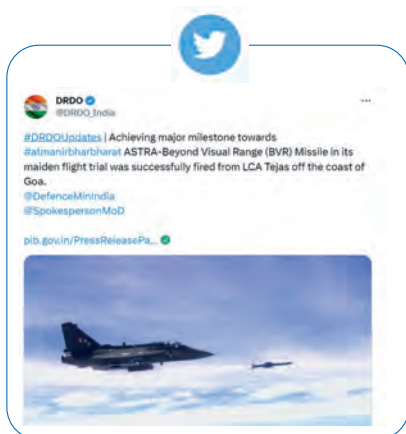 DRDO
@DRDO_India
#DRDOUpdates | Achieving major milestone towards
#atmanirbharbharat ASTRA-Beyond Visual Range (BVR) Missile in its
maiden flight trial was successfully fired from LCA Tejas off the coast of
Goa.
@DefenceMinIndia
@SpokespersonMoD
pib.gov.in/PressReleasePa...